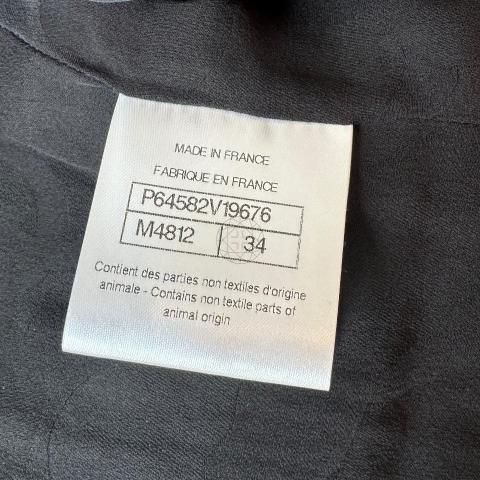 MADE IN FRANCE
FABRIQUE EN FRANCE
P64582V19676
M4812 34
Contient des parties non textiles d'origine
animale - Contains non textile parts of
animal origin